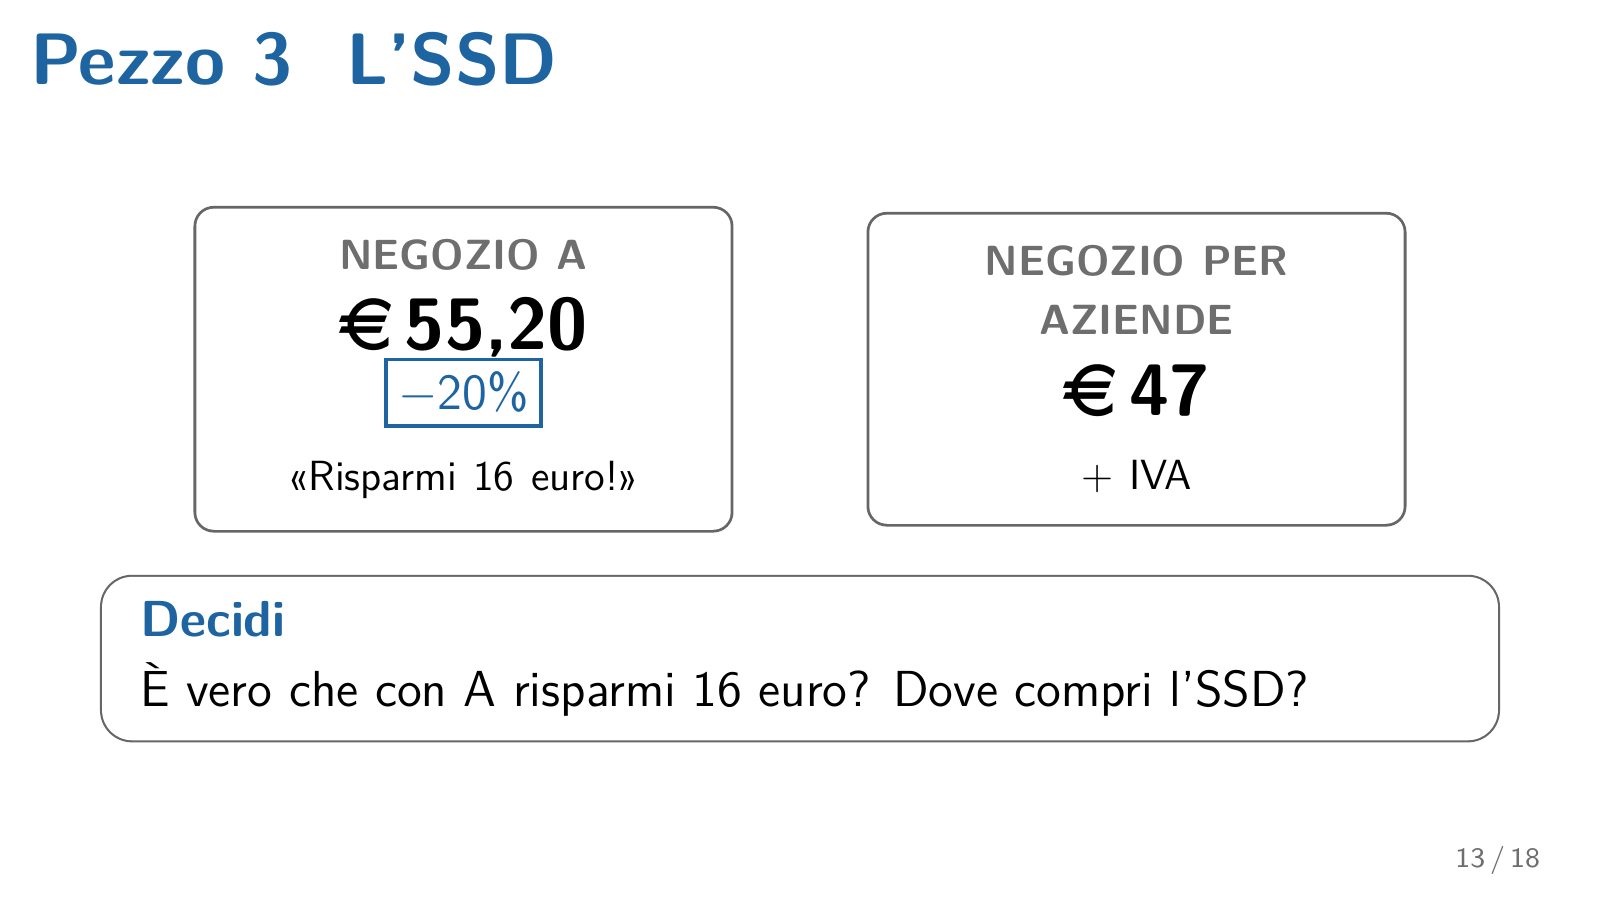 Pezzo 3 L'SSD
NEGOZIO A
€ 55,20
−20%
«Risparmi 16 euro!»
NEGOZIO PER
AZIENDE
€ 47
+ IVA
Decidi
È vero che con A risparmi 16 euro? Dove compri l'SSD?
13 / 18